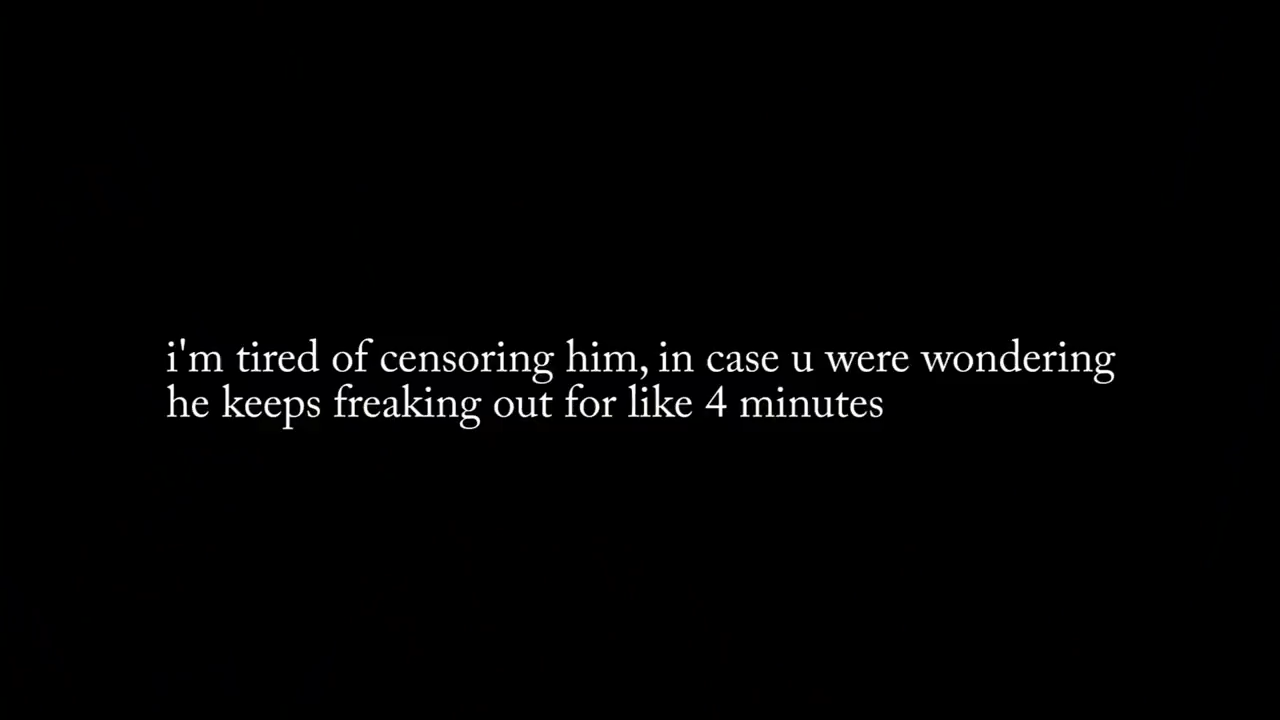 i'm tired of censoring him, in case u were wondering
he keeps freaking out for like 4 minutes